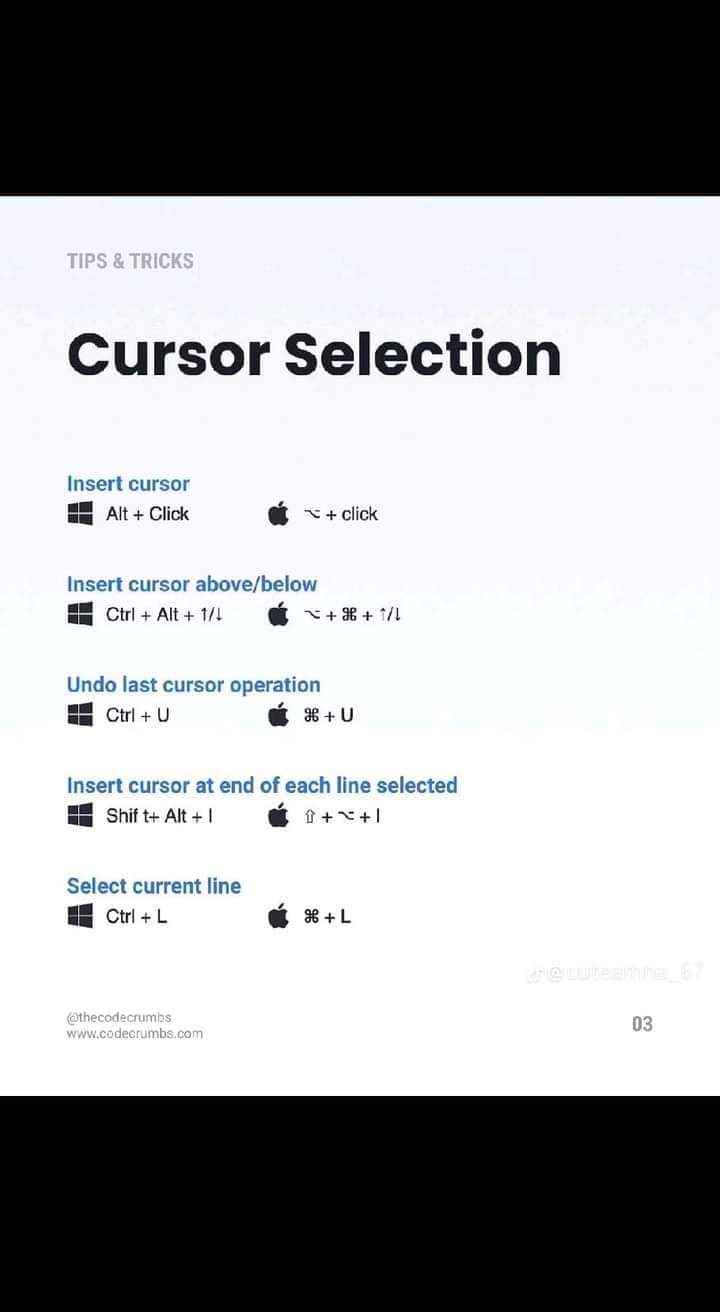 TIPS & TRICKS
Cursor Selection
Insert cursor
Alt + Click ⌥ + click
Insert cursor above/below
Ctrl + Alt + ↑/↓ ⌥ + ⌘ + ↑/↓
Undo last cursor operation
Ctrl + U ⌘ + U
Insert cursor at end of each line selected
Shif t+ Alt + I ⇧ + ⌥ + I
Select current line
Ctrl + L ⌘ + L
@thecodecrumbs
www.codecrumbs.com
03